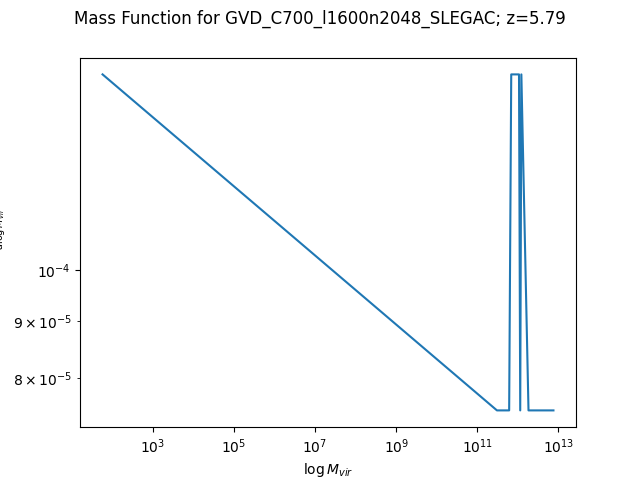 Mass Function for GVD_C700_l1600n2048_SLEGAC; z=5.79
10⁻⁴
9 × 10⁻⁵
8 × 10⁻⁵
10³ 10⁵ 10⁷ 10⁹ 10¹¹ 10¹³
log M_vir